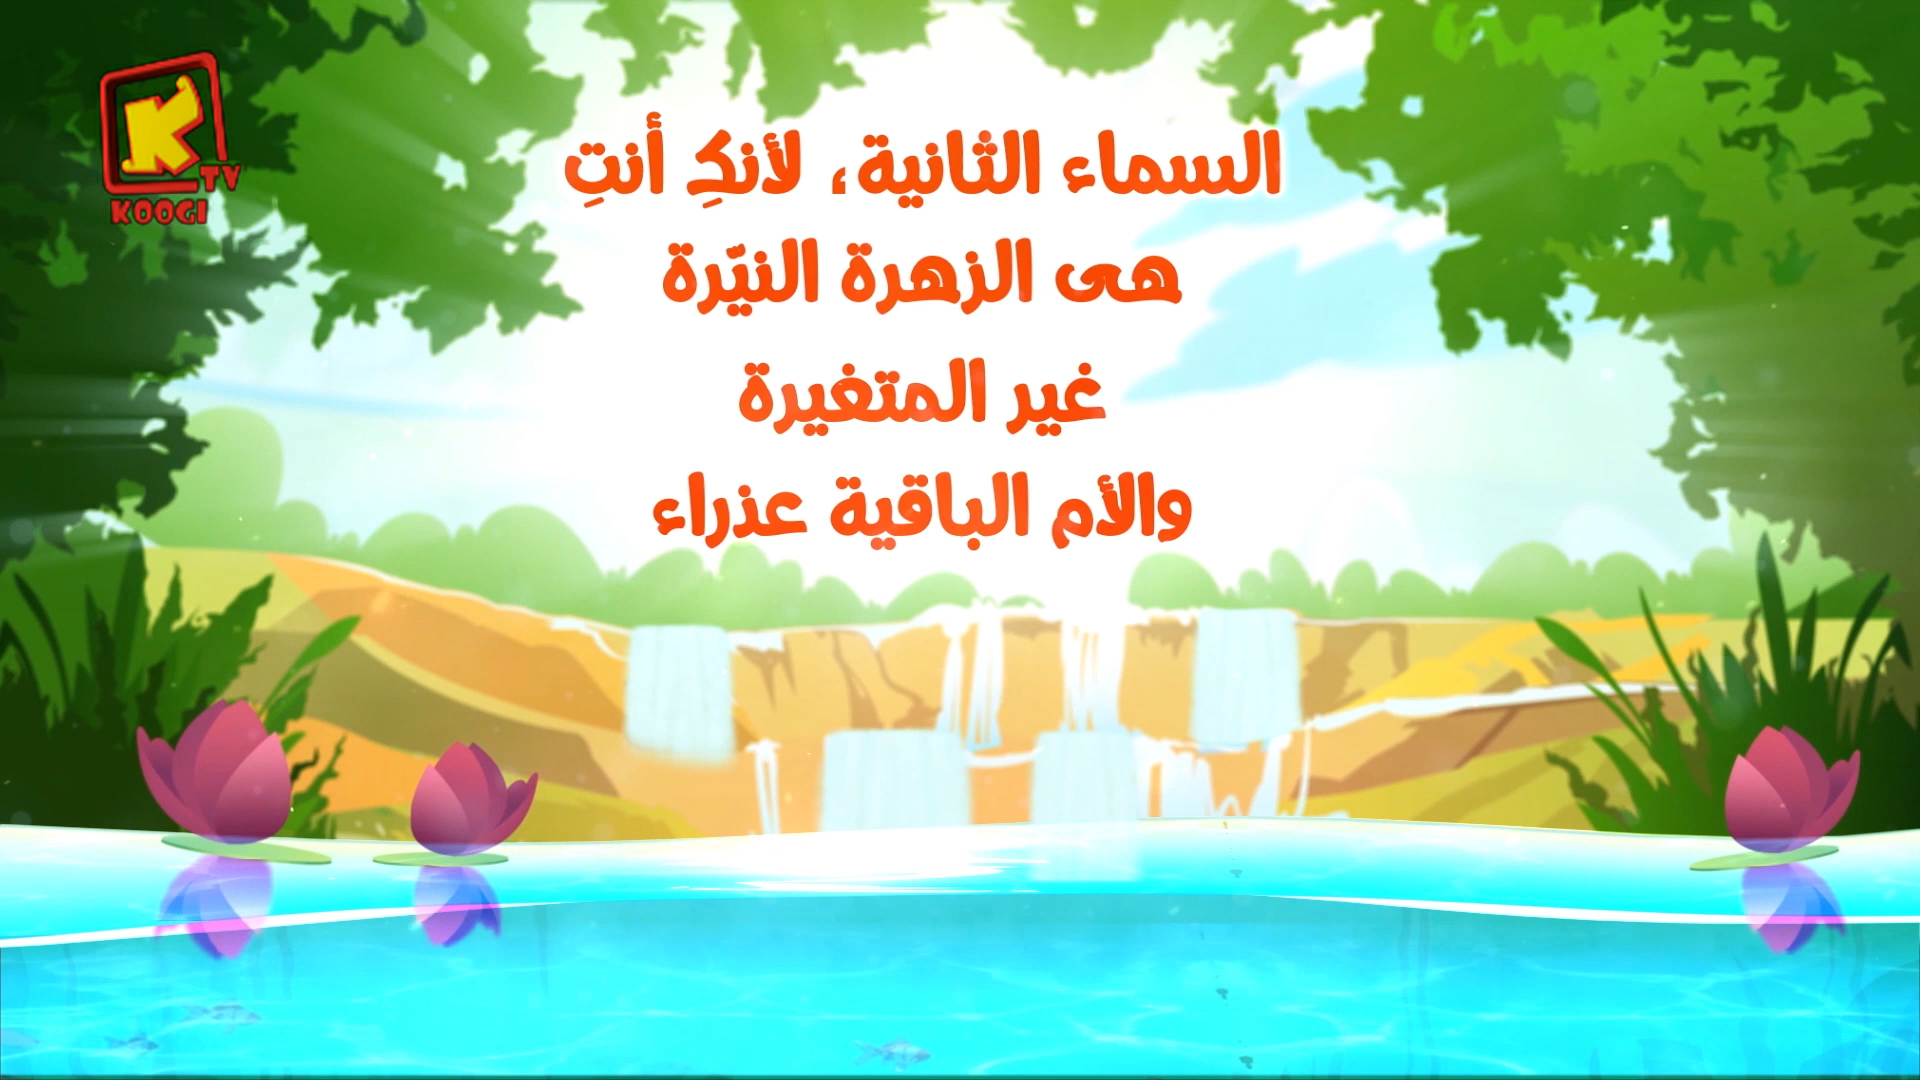 K
TV
KOOGI
السماء الثانية، لأنكِ أنتِ
هى الزهرة النيّرة
غير المتغيرة
والأم الباقية عذراء